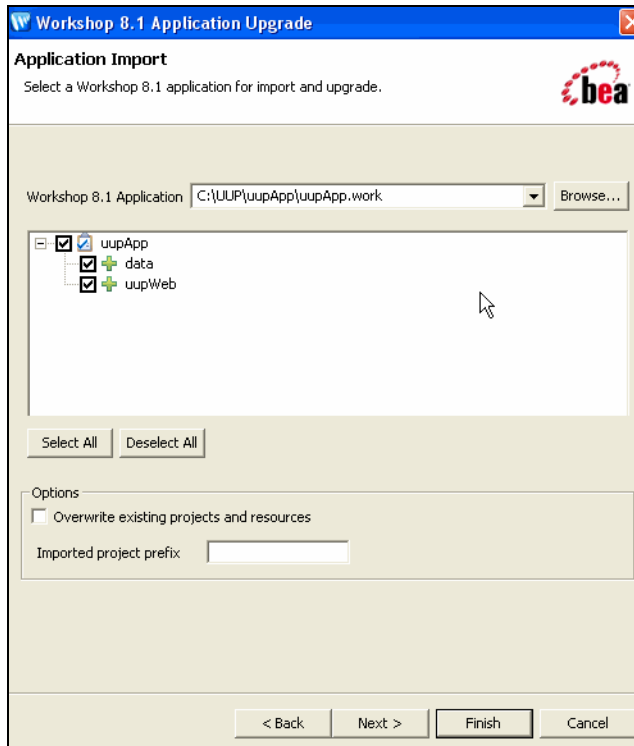 Workshop 8.1 Application Upgrade
Application Import
Select a Workshop 8.1 application for import and upgrade.
bea
Workshop 8.1 Application C:\UUP\uupApp\uupApp.work Browse...
uupApp
data
uupWeb
Select All Deselect All
Options
Overwrite existing projects and resources
Imported project prefix
< Back Next > Finish Cancel